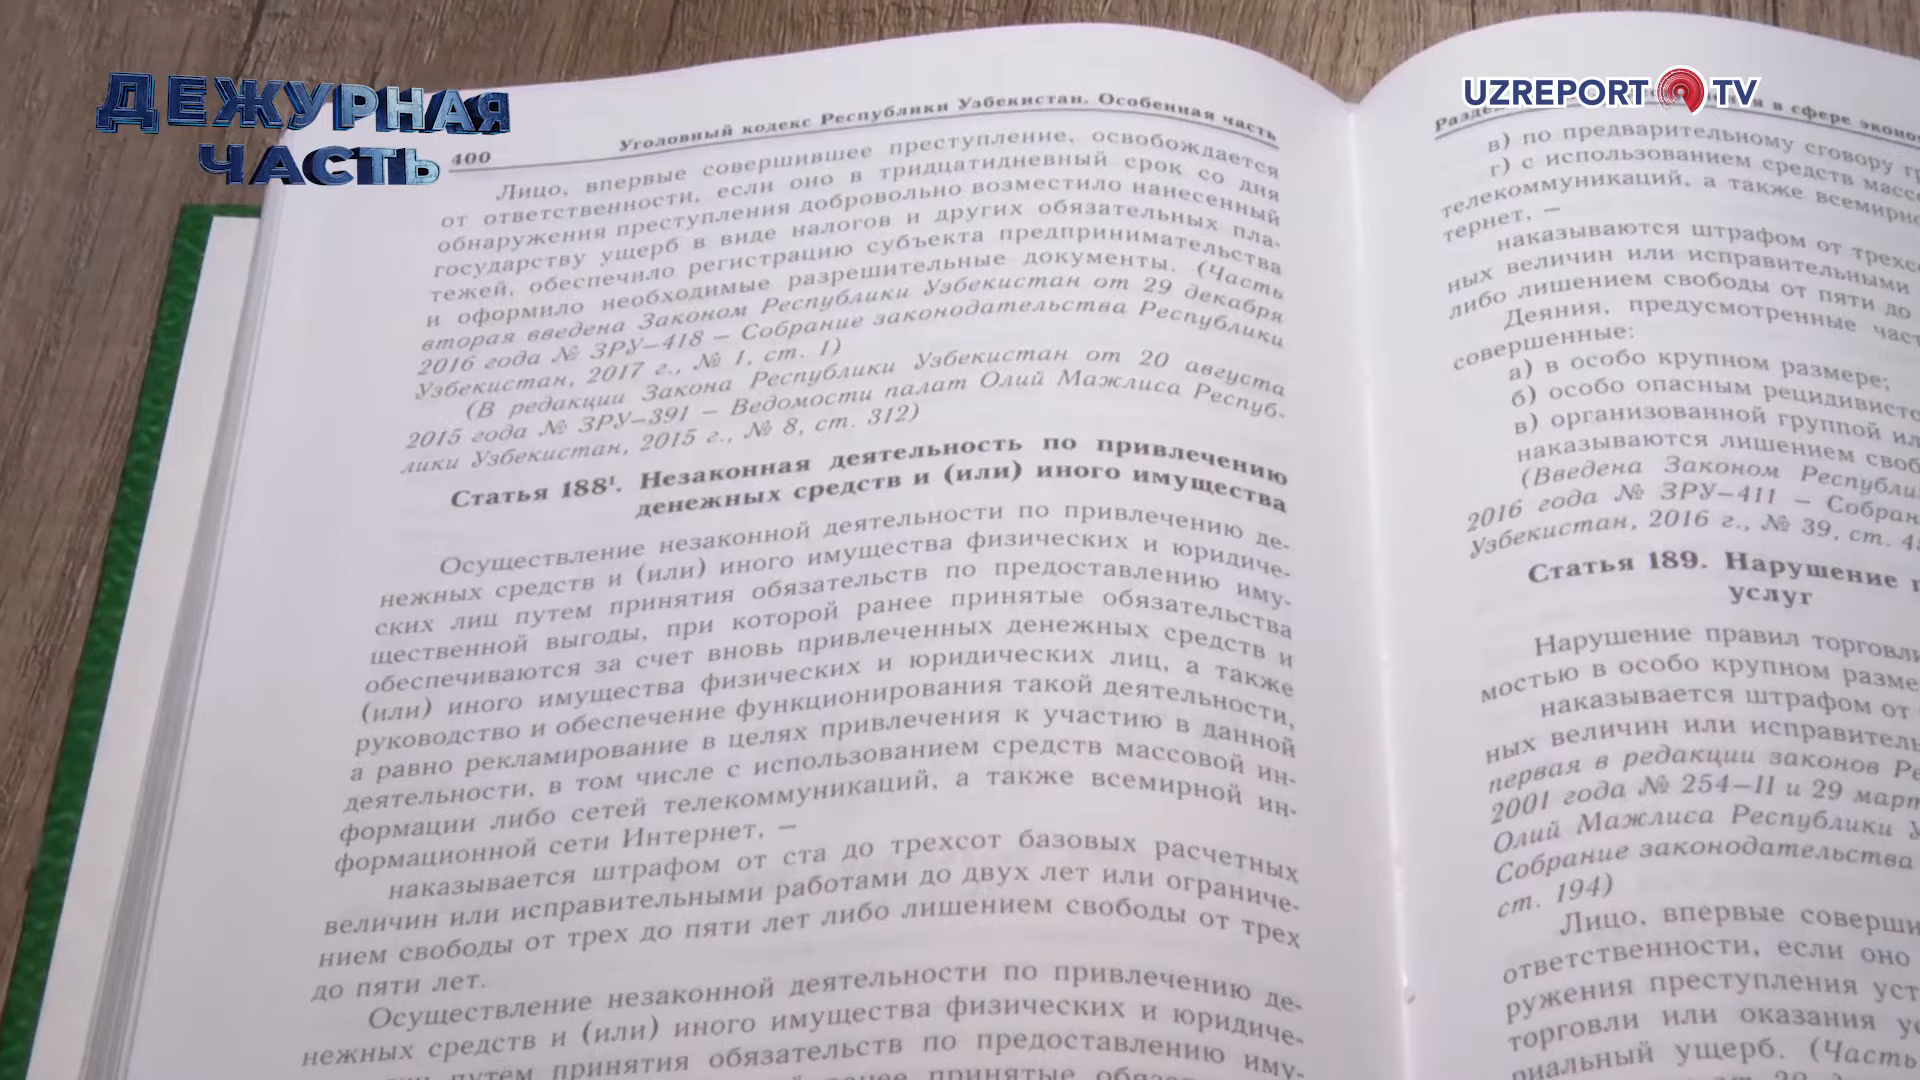 ДЕЖУРНАЯ
ЧАСТЬ
UZREPORT TV
400
Уголовный кодекс Республики Узбекистан. Особенная часть
Лицо, впервые совершившее преступление, освобождается
от ответственности, если оно в тридцатидневный срок со дня
обнаружения преступления добровольно возместило нанесенный
государству ущерб в виде налогов и других обязательных пла-
тежей, обеспечило регистрацию субъекта предпринимательства
и оформило необходимые разрешительные документы. (Часть
вторая введена Законом Республики Узбекистан от 29 декабря
2016 года № ЗРУ–418 – Собрание законодательства Республики
Узбекистан, 2017 г., № 1, ст. 1)
(В редакции Закона Республики Узбекистан от 20 августа
2015 года № ЗРУ–391 – Ведомости палат Олий Мажлиса Респуб-
лики Узбекистан, 2015 г., № 8, ст. 312)
Статья 188¹. Незаконная деятельность по привлечению
денежных средств и (или) иного имущества
Осуществление незаконной деятельности по привлечению де-
нежных средств и (или) иного имущества физических и юридиче-
ских лиц путем принятия обязательств по предоставлению иму-
щественной выгоды, при которой ранее принятые обязательства
обеспечиваются за счет вновь привлеченных денежных средств и
(или) иного имущества физических и юридических лиц, а также
руководство и обеспечение функционирования такой деятельности,
а равно рекламирование в целях привлечения к участию в данной
деятельности, в том числе с использованием средств массовой ин-
формации либо сетей телекоммуникаций, а также всемирной ин-
формационной сети Интернет, –
наказывается штрафом от ста до трехсот базовых расчетных
величин или исправительными работами до двух лет или ограниче-
нием свободы от трех до пяти лет либо лишением свободы от трех
до пяти лет.
Осуществление незаконной деятельности по привлечению де-
нежных средств и (или) иного имущества физических и юридиче-
путем принятия обязательств по предоставлению иму-
ранее принятые
в сфере
в) по предварительному сговору
г) с использованием средств
телекоммуникаций, а также
тернет, –
наказываются штрафом от
ных величин или исправительными
либо лишением свободы от пяти до
Деяния, предусмотренные
совершенные:
а) в особо крупном размере;
б) особо опасным
в) организованной группой
наказываются лишением
(Введена Законом
2016 года № ЗРУ–411 –
Узбекистан, 2016 г., № 39, ст.
Статья 189. Нарушение
услуг
Нарушение правил
мостью в особо крупном
наказывается штрафом от
ных величин или
первая в редакции законов
2001 года № 254–II и 29
Олий Мажлиса Республики
Собрание законодательства
ст. 194)
Лицо, впервые
ответственности, если оно
ружения преступления
торговли или оказания
риальный ущерб. (Часть